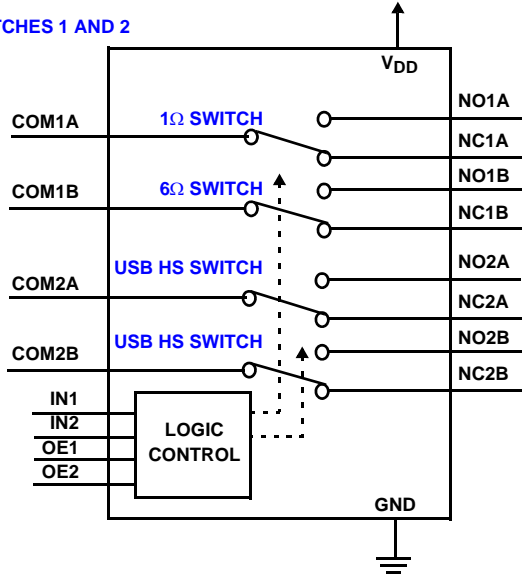 TCHES 1 AND 2
VDD
COM1A 1Ω SWITCH NO1A
NC1A
COM1B 6Ω SWITCH NO1B
NC1B
COM2A USB HS SWITCH NO2A
NC2A
COM2B USB HS SWITCH NO2B
NC2B
IN1
IN2
OE1
OE2
LOGIC
CONTROL
GND